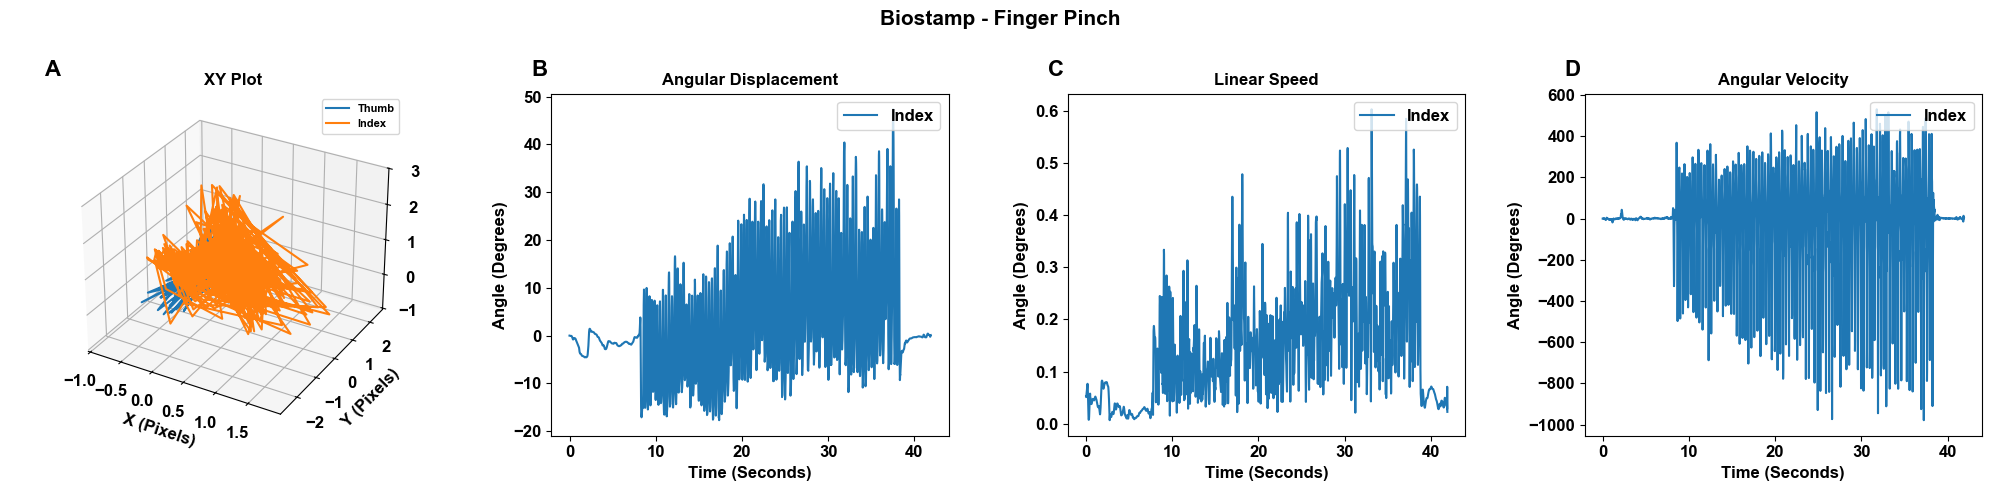 Biostamp - Finger Pinch
A
XY Plot
Thumb
Index
3
2
1
0
−1
−1.0
−0.5
0.0
0.5
1.0
1.5
X (Pixels)
−2
−1
0
1
2
Y (Pixels)
B
Angular Displacement
Index
50
40
30
20
10
0
−10
−20
Angle (Degrees)
0 10 20 30 40
Time (Seconds)
C
Linear Speed
Index
0.6
0.5
0.4
0.3
0.2
0.1
0.0
Angle (Degrees)
0 10 20 30 40
Time (Seconds)
D
Angular Velocity
Index
600
400
200
0
−200
−400
−600
−800
−1000
Angle (Degrees)
0 10 20 30 40
Time (Seconds)